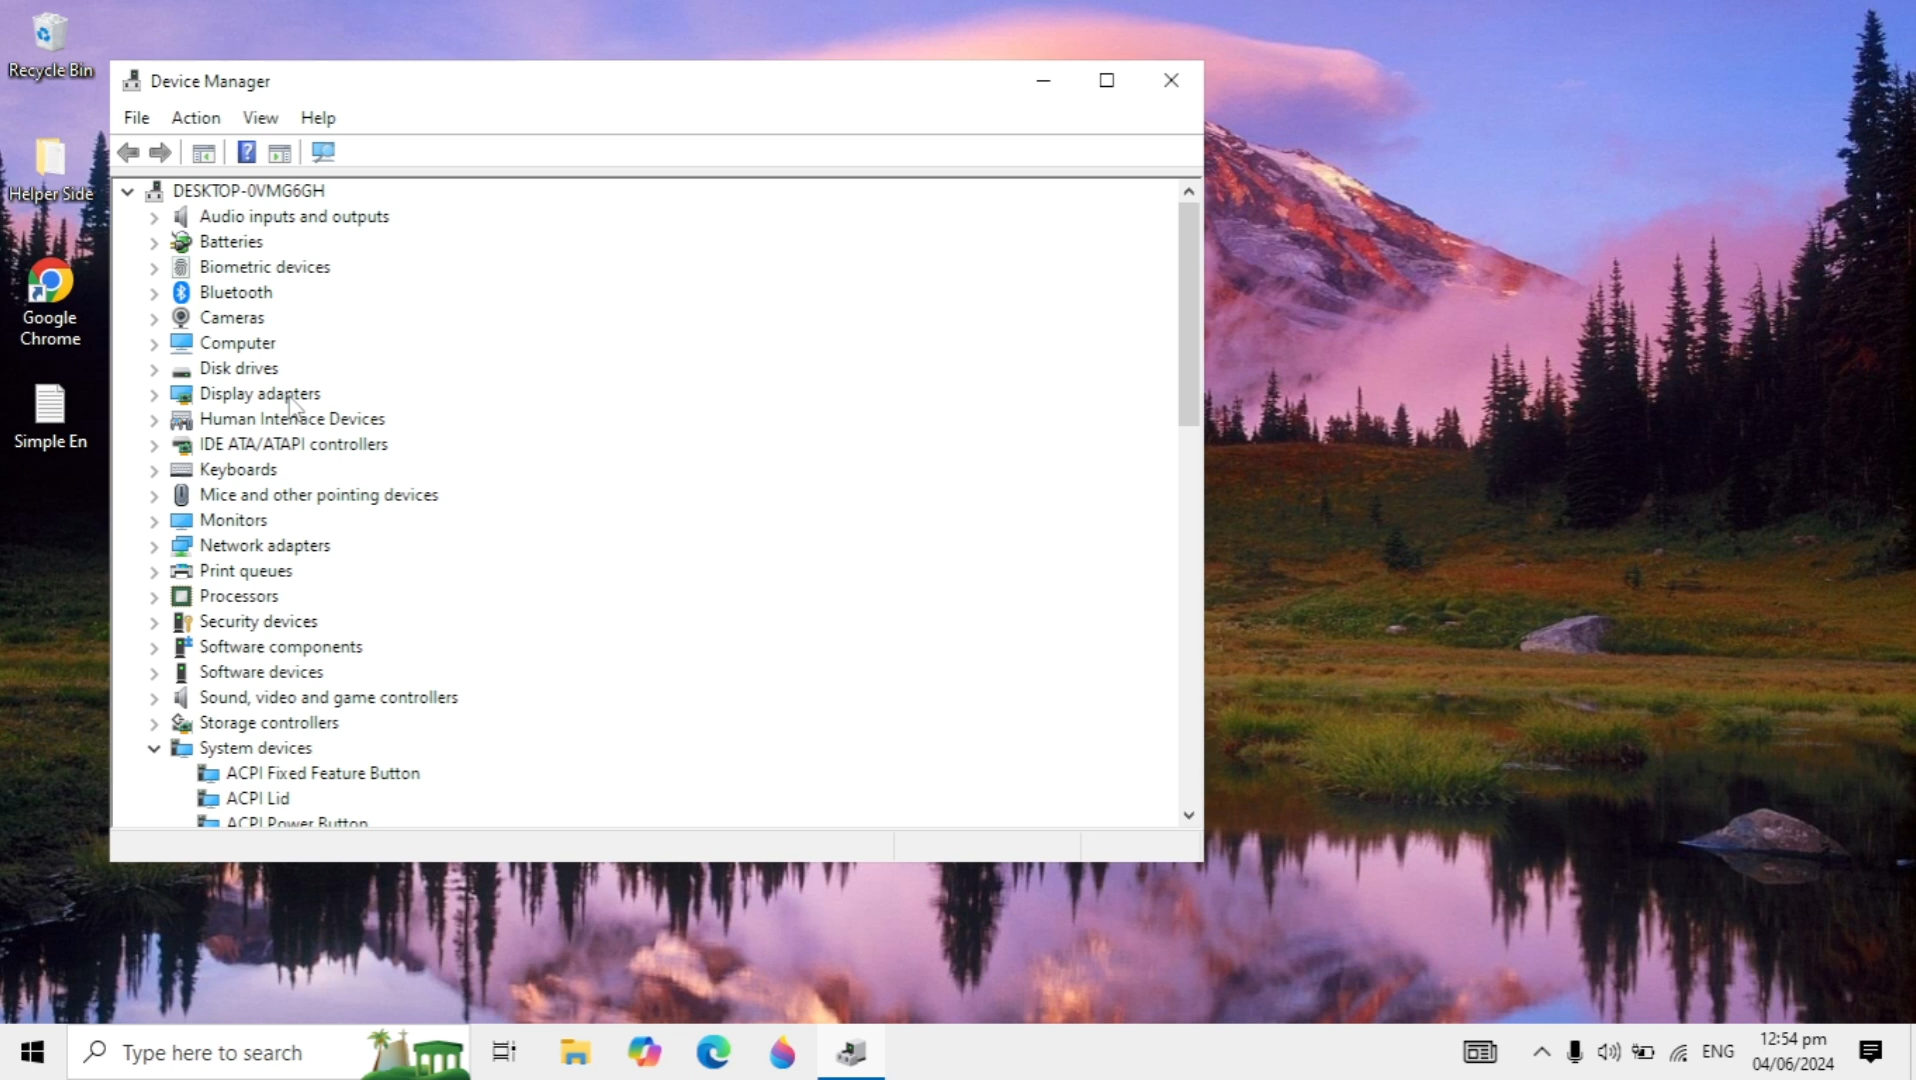 Recycle Bin
Helper Side
Google
Chrome
Simple En
Device Manager
File Action View Help
DESKTOP-0VMG6GH
Audio inputs and outputs
Batteries
Biometric devices
Bluetooth
Cameras
Computer
Disk drives
Display adapters
Human Interface Devices
IDE ATA/ATAPI controllers
Keyboards
Mice and other pointing devices
Monitors
Network adapters
Print queues
Processors
Security devices
Software components
Software devices
Sound, video and game controllers
Storage controllers
System devices
ACPI Fixed Feature Button
ACPI Lid
ACPI Power Button
Type here to search
ENG
12:54 pm
04/06/2024